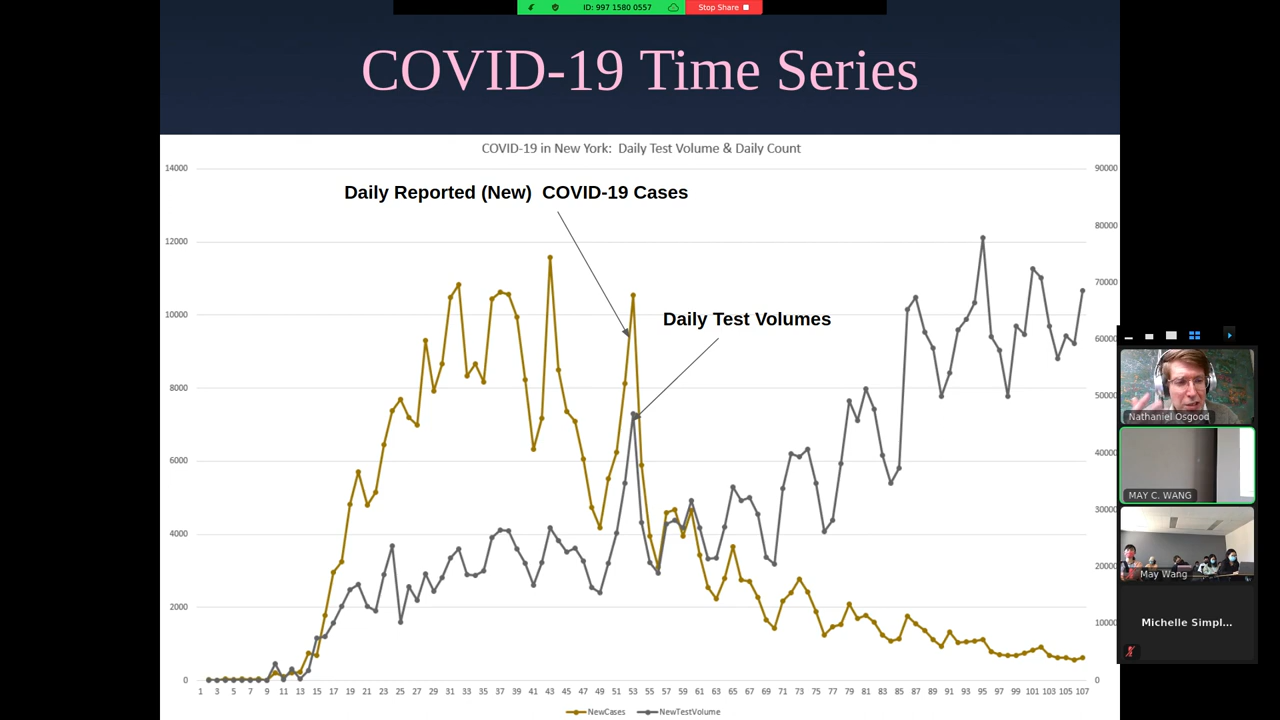 ID: 997 1580 0557
Stop Share
COVID-19 Time Series
COVID-19 in New York: Daily Test Volume & Daily Count
14000
12000
10000
8000
6000
4000
2000
0
90000
80000
70000
60000
50000
40000
30000
20000
10000
0
Daily Reported (New) COVID-19 Cases
Daily Test Volumes
1 3 5 7 9 11 13 15 17 19 21 23 25 27 29 31 33 35 37 39 41 43 45 47 49 51 53 55 57 59 61 63 65 67 69 71 73 75 77 79 81 83 85 87 89 91 93 95 97 99 101 103 105 107
NewCases NewTestVolume
Nathaniel Osgood
MAY C. WANG
May Wang
Michelle Simpl...